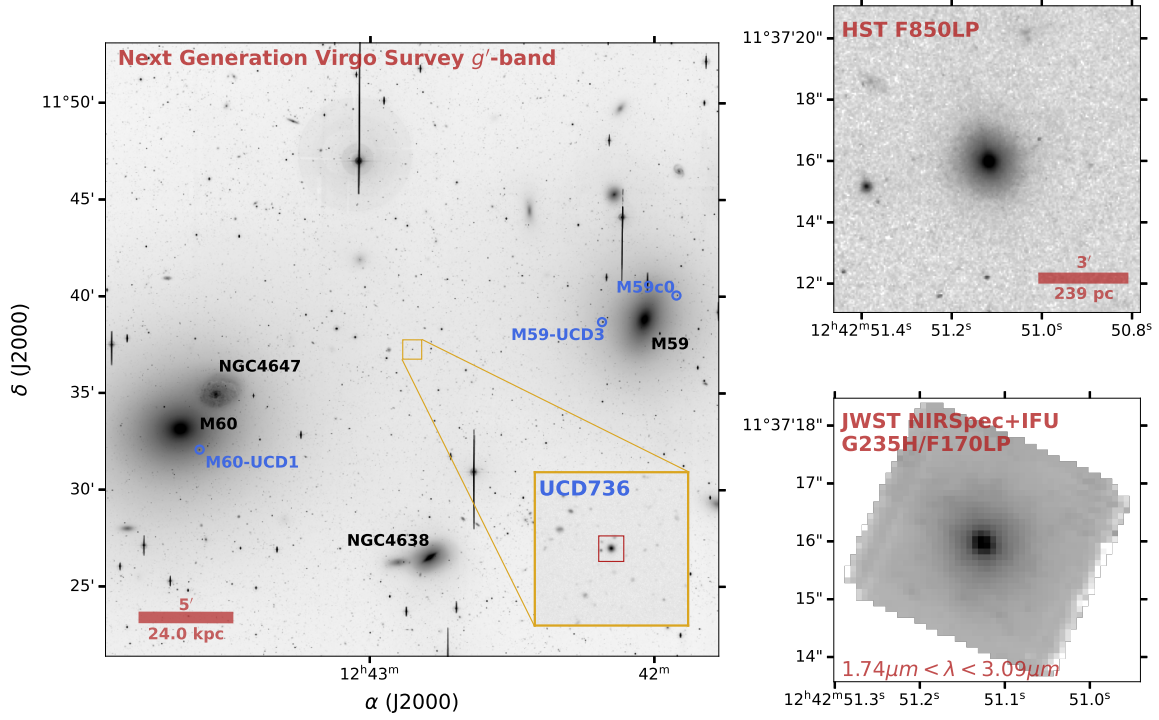 Next Generation Virgo Survey g′-band
11°50'
45'
40'
35'
30'
25'
δ (J2000)
M59c0
M59-UCD3
M59
NGC4647
M60
M60-UCD1
NGC4638
UCD736
5′
24.0 kpc
12ʰ43ᵐ
42ᵐ
α (J2000)
HST F850LP
11°37'20"
18"
16"
14"
12"
3′
239 pc
12ʰ42ᵐ51.4ˢ
51.2ˢ
51.0ˢ
50.8ˢ
JWST NIRSpec+IFU
G235H/F170LP
11°37'18"
17"
16"
15"
14"
1.74μm < λ < 3.09μm
12ʰ42ᵐ51.3ˢ
51.2ˢ
51.1ˢ
51.0ˢ